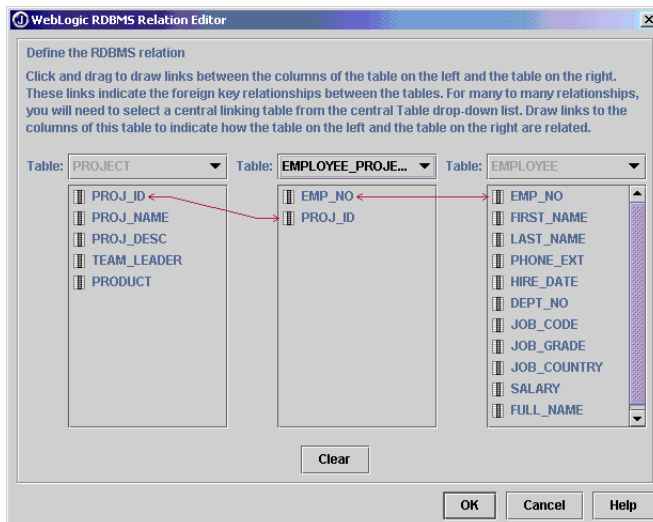 WebLogic RDBMS Relation Editor
Define the RDBMS relation
Click and drag to draw links between the columns of the table on the left and the table on the right.
These links indicate the foreign key relationships between the tables. For many to many relationships,
you will need to select a central linking table from the central Table drop-down list. Draw links to the
columns of this table to indicate how the table on the left and the table on the right are related.
Table: PROJECT Table: EMPLOYEE_PROJE... Table: EMPLOYEE
PROJ_ID EMP_NO EMP_NO
PROJ_NAME PROJ_ID FIRST_NAME
PROJ_DESC LAST_NAME
TEAM_LEADER PHONE_EXT
PRODUCT HIRE_DATE
DEPT_NO
JOB_CODE
JOB_GRADE
JOB_COUNTRY
SALARY
FULL_NAME
Clear
OK Cancel Help